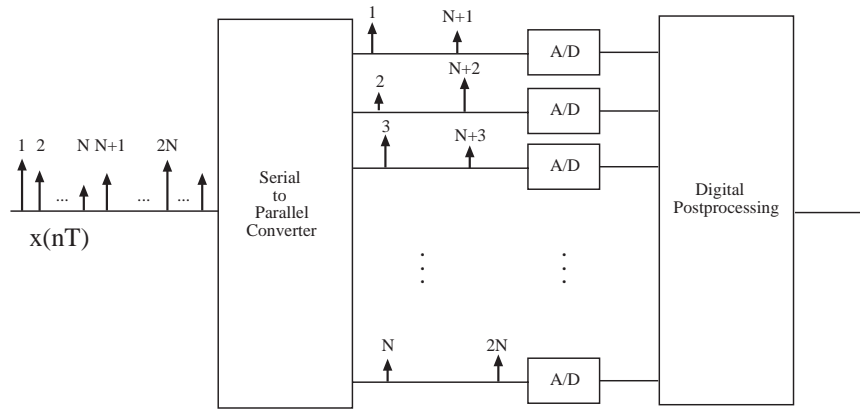 1
N+1
A/D
2
N+2
A/D
3
N+3
A/D
1 2 ... N N+1 ... 2N ...
x(nT)
Serial
to
Parallel
Converter
Digital
Postprocessing
N
2N
A/D